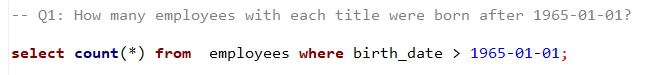 -- Q1: How many employees with each title were born after 1965-01-01?
select count(*) from  employees where birth_date > 1965-01-01;